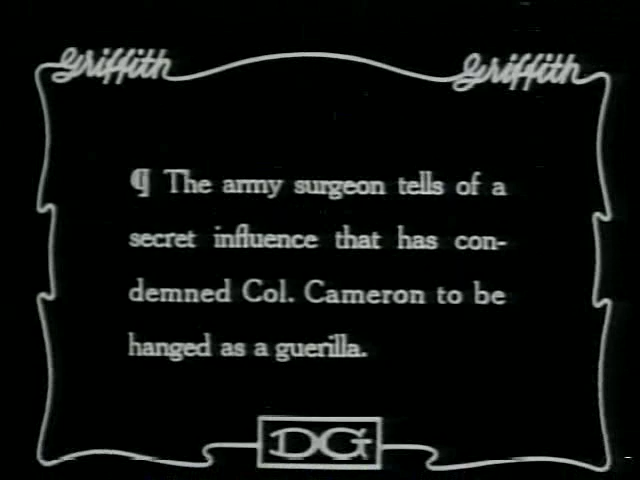 Griffith Griffith
¶ The army surgeon tells of a
secret influence that has con-
demned Col. Cameron to be
hanged as a guerilla.
DG